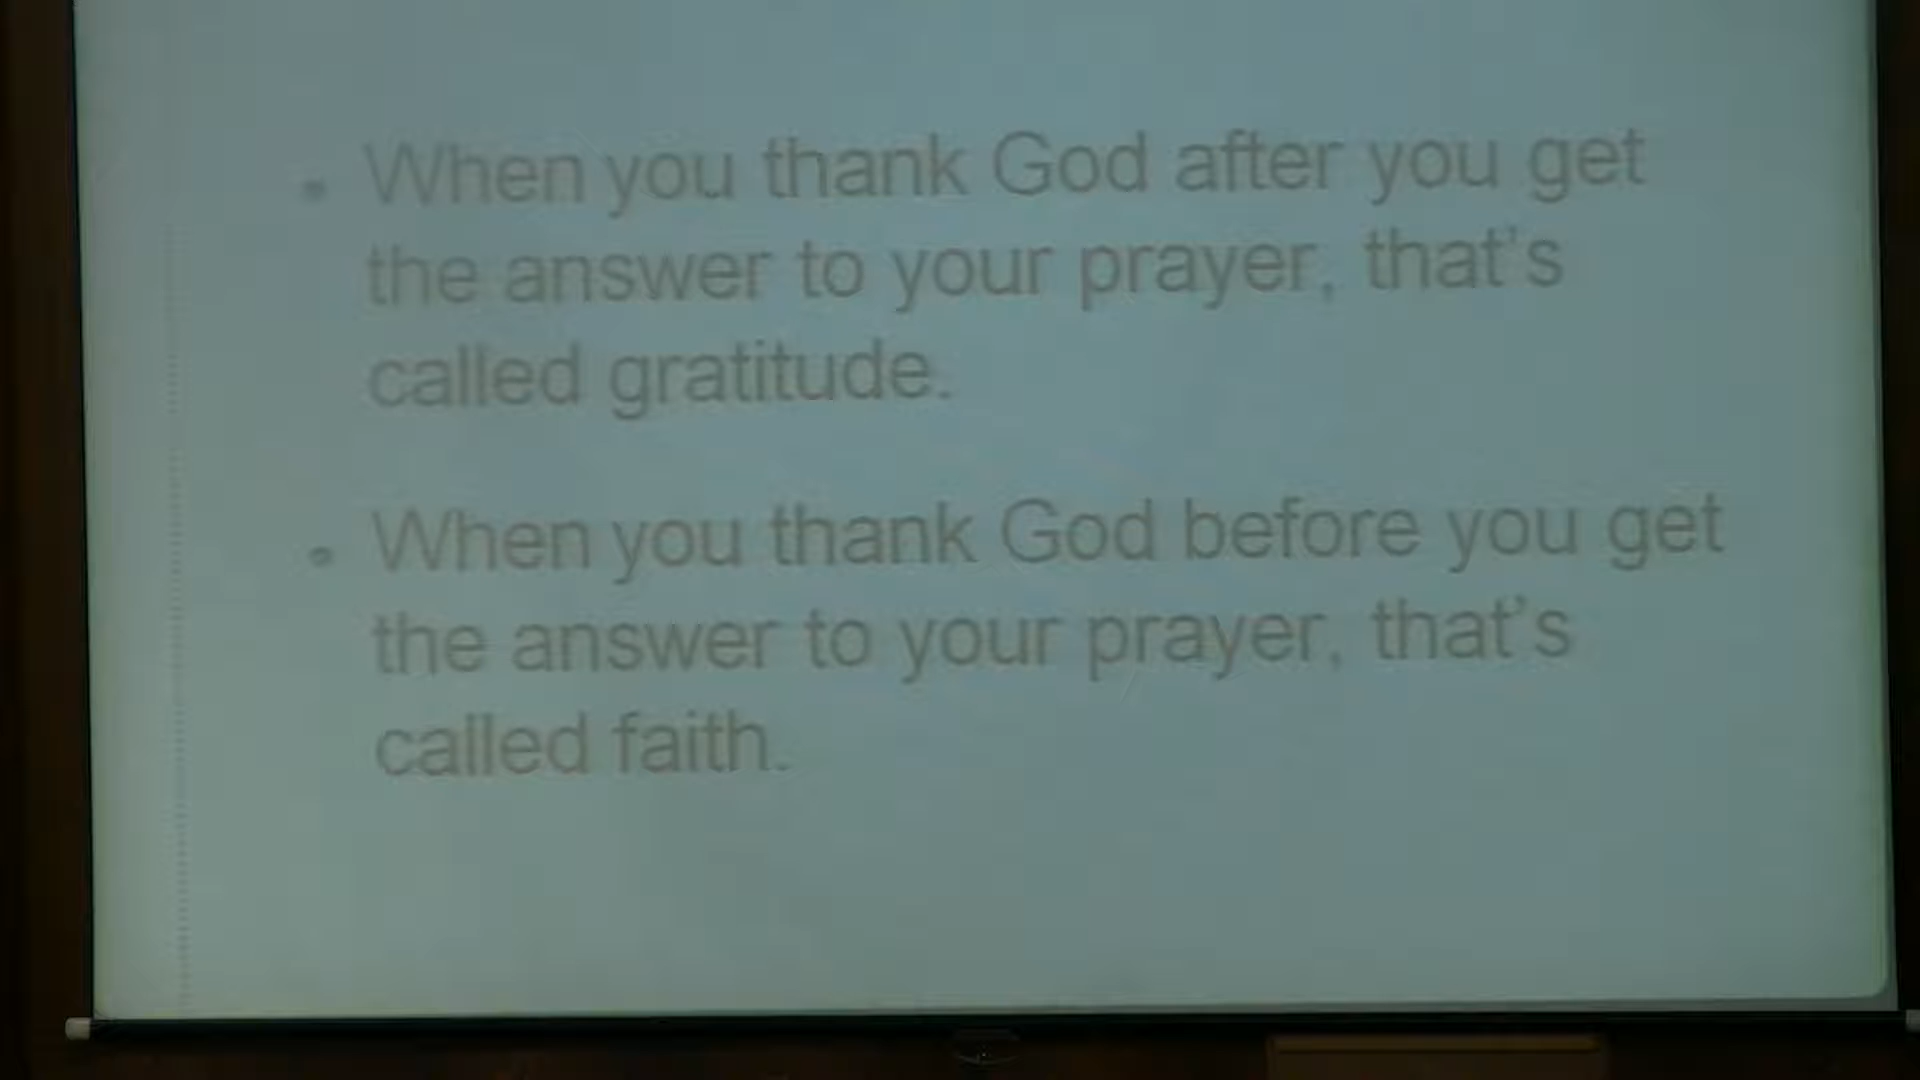 • When you thank God after you get
the answer to your prayer, that's
called gratitude.
• When you thank God before you get
the answer to your prayer, that's
called faith.